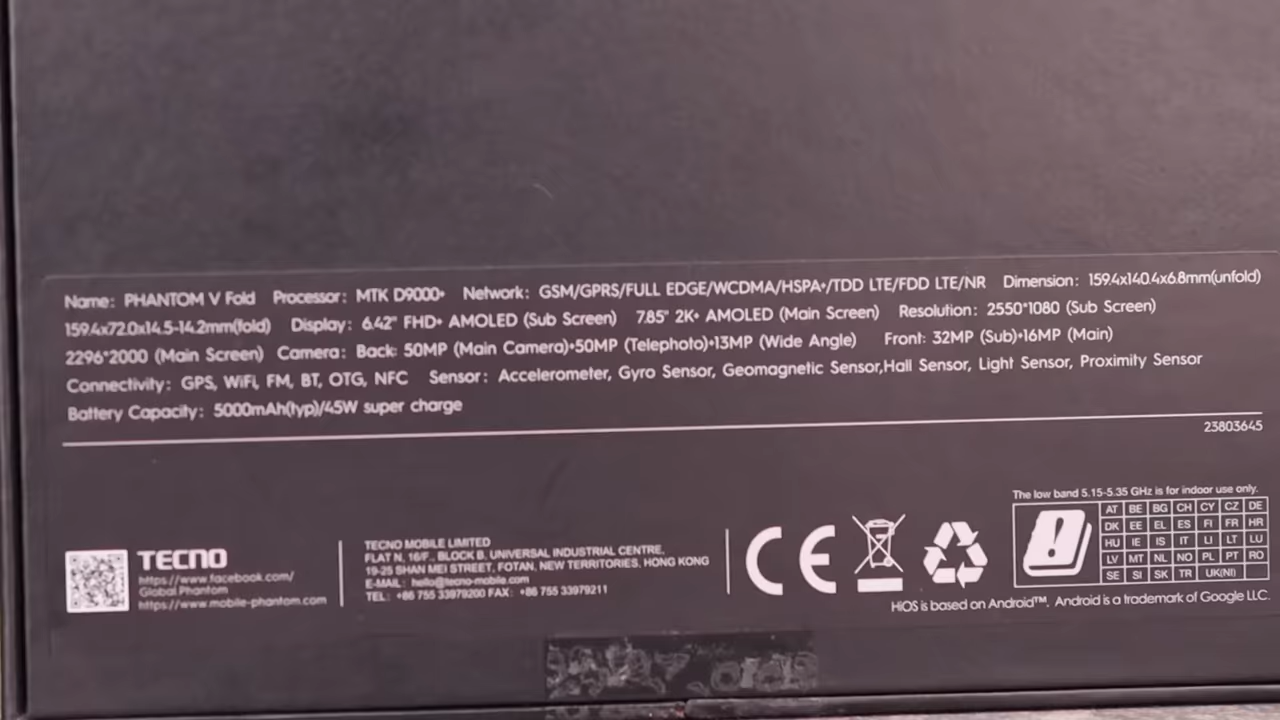 Name: PHANTOM V Fold Processor: MTK D9000+ Network: GSM/GPRS/FULL EDGE/WCDMA/HSPA+/TDD LTE/FDD LTE/NR Dimension: 159.4x140.4x6.8mm(unfold)
159.4x72.0x14.5-14.2mm(fold) Display: 6.42" FHD+ AMOLED (Sub Screen) 7.85" 2K+ AMOLED (Main Screen) Resolution: 2550*1080 (Sub Screen)
2296*2000 (Main Screen) Camera: Back: 50MP (Main Camera)+50MP (Telephoto)+13MP (Wide Angle) Front: 32MP (Sub)+16MP (Main)
Connectivity: GPS, WiFi, FM, BT, OTG, NFC Sensor: Accelerometer, Gyro Sensor, Geomagnetic Sensor,Hall Sensor, Light Sensor, Proximity Sensor
Battery Capacity: 5000mAh(typ)/45W super charge
23803645
TECNO
https://www.facebook.com/
Global.Phantom
https://www.mobile-phantom.com
TECNO MOBILE LIMITED
FLAT N, 16/F., BLOCK B, UNIVERSAL INDUSTRIAL CENTRE,
19-25 SHAN MEI STREET, FOTAN, NEW TERRITORIES, HONG KONG
E-MAIL: hello@tecno-mobile.com
TEL: +86 755 33979200 FAX: +86 755 33979211
CE
The low band 5.15-5.35 GHz is for indoor use only.
AT BE BG CH CY CZ DE
DK EE EL ES FI FR HR
HU IE IS IT LI LT LU
LV MT NL NO PL PT RO
SE SI SK TR UK(NI)
HiOS is based on Android™. Android is a trademark of Google LLC.